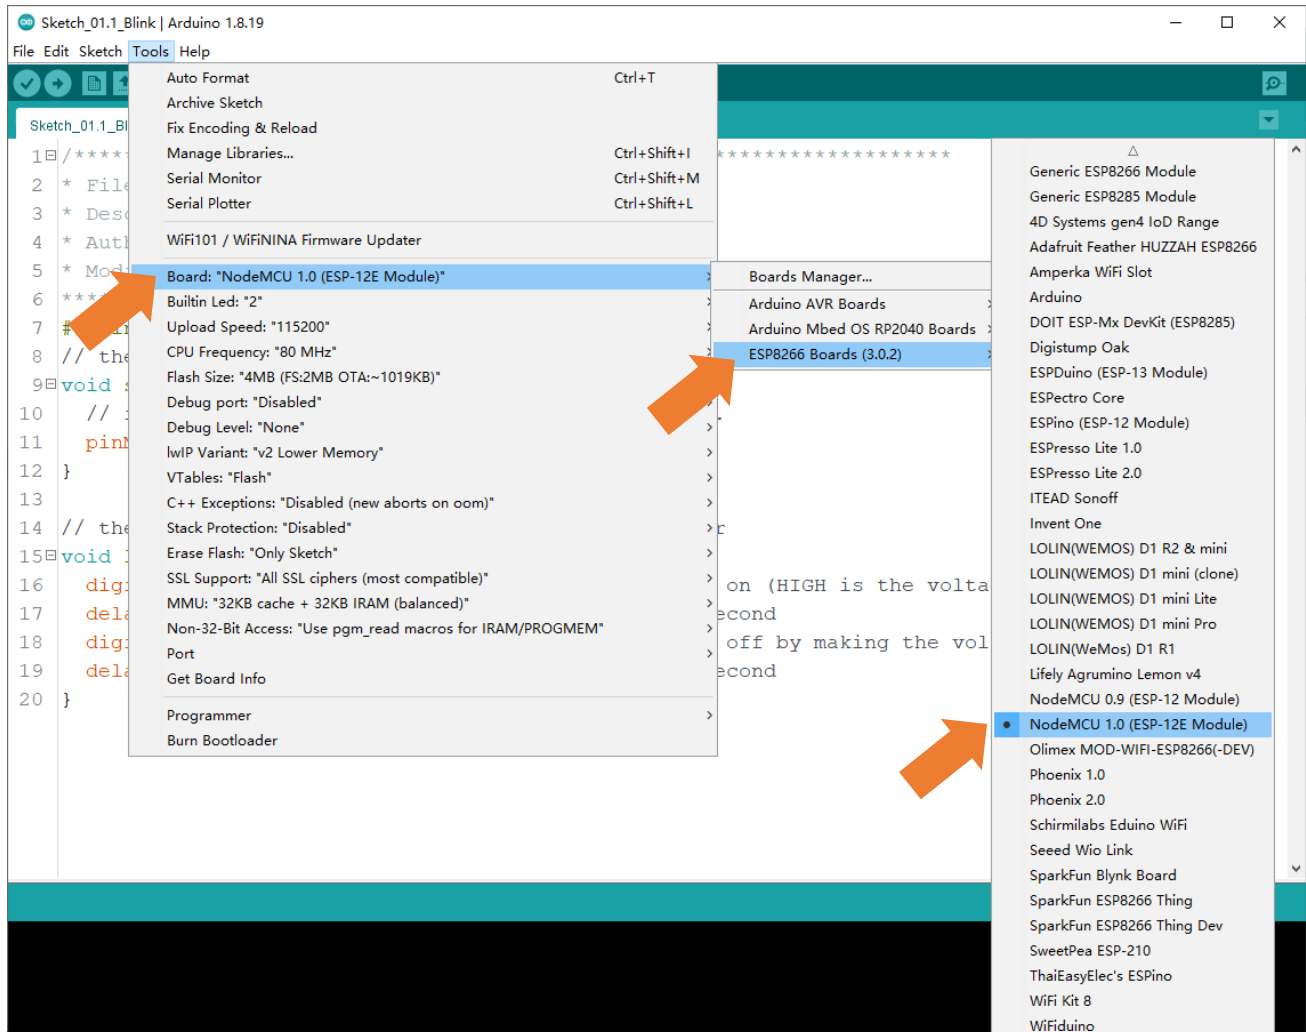 Sketch_01.1_Blink | Arduino 1.8.19
File Edit Sketch Tools Help
Sketch_01.1_Bl
Auto Format Ctrl+T
Archive Sketch
Fix Encoding & Reload
Manage Libraries... Ctrl+Shift+I
Serial Monitor Ctrl+Shift+M
Serial Plotter Ctrl+Shift+L
WiFi101 / WiFiNINA Firmware Updater
Board: "NodeMCU 1.0 (ESP-12E Module)"
Builtin Led: "2"
Upload Speed: "115200"
CPU Frequency: "80 MHz"
Flash Size: "4MB (FS:2MB OTA:~1019KB)"
Debug port: "Disabled"
Debug Level: "None"
lwIP Variant: "v2 Lower Memory"
VTables: "Flash"
C++ Exceptions: "Disabled (new aborts on oom)"
Stack Protection: "Disabled"
Erase Flash: "Only Sketch"
SSL Support: "All SSL ciphers (most compatible)"
MMU: "32KB cache + 32KB IRAM (balanced)"
Non-32-Bit Access: "Use pgm_read macros for IRAM/PROGMEM"
Port
Get Board Info
Programmer
Burn Bootloader
Boards Manager...
Arduino AVR Boards
Arduino Mbed OS RP2040 Boards
ESP8266 Boards (3.0.2)
Generic ESP8266 Module
Generic ESP8285 Module
4D Systems gen4 IoD Range
Adafruit Feather HUZZAH ESP8266
Amperka WiFi Slot
Arduino
DOIT ESP-Mx DevKit (ESP8285)
Digistump Oak
ESPDuino (ESP-13 Module)
ESPectro Core
ESPino (ESP-12 Module)
ESPresso Lite 1.0
ESPresso Lite 2.0
ITEAD Sonoff
Invent One
LOLIN(WEMOS) D1 R2 & mini
LOLIN(WEMOS) D1 mini (clone)
LOLIN(WEMOS) D1 mini Lite
LOLIN(WEMOS) D1 mini Pro
LOLIN(WeMos) D1 R1
Lifely Agrumino Lemon v4
NodeMCU 0.9 (ESP-12 Module)
NodeMCU 1.0 (ESP-12E Module)
Olimex MOD-WIFI-ESP8266(-DEV)
Phoenix 1.0
Phoenix 2.0
Schirmilabs Eduino WiFi
Seeed Wio Link
SparkFun Blynk Board
SparkFun ESP8266 Thing
SparkFun ESP8266 Thing Dev
SweetPea ESP-210
ThaiEasyElec's ESPino
WiFi Kit 8
WiFiduino
1 /**** *******************
2 * File
3 * Desc
4 * Auth
5 * Mod
6 ****
7 #
8 // the
9 void s
10 //
11 pinM
12 }
13
14 // the r
15 void l
16 digi on (HIGH is the volta
17 dela econd
18 digi off by making the vol
19 dela econd
20 }